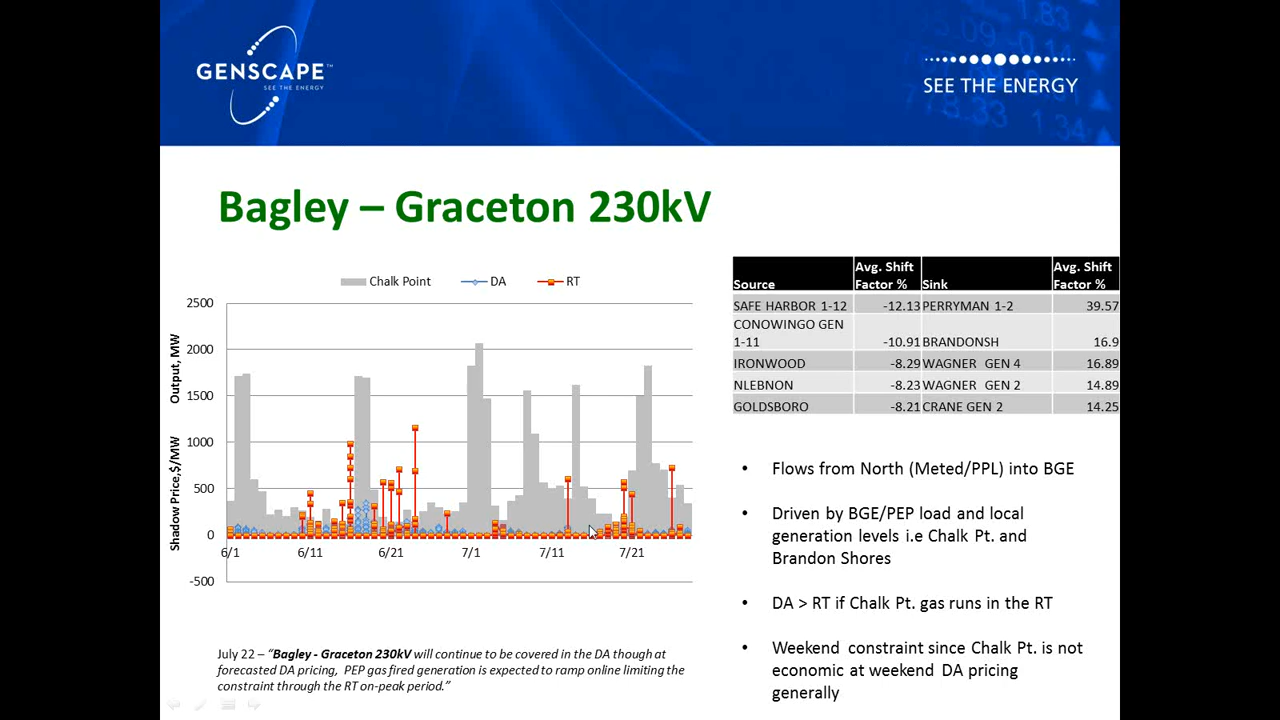 GENSCAPE™
SEE THE ENERGY
SEE THE ENERGY
Bagley – Graceton 230kV
Chalk Point DA RT
Shadow Price,$/MW Output, MW
2500
2000
1500
1000
500
0
-500
6/1 6/11 6/21 7/1 7/11 7/21
Source Avg. Shift Factor % Sink Avg. Shift Factor %
SAFE HARBOR 1-12 -12.13 PERRYMAN 1-2 39.57
CONOWINGO GEN 1-11 -10.91 BRANDONSH 16.9
IRONWOOD -8.29 WAGNER GEN 4 16.89
NLEBNON -8.23 WAGNER GEN 2 14.89
GOLDSBORO -8.21 CRANE GEN 2 14.25
• Flows from North (Meted/PPL) into BGE
• Driven by BGE/PEP load and local
generation levels i.e Chalk Pt. and
Brandon Shores
• DA > RT if Chalk Pt. gas runs in the RT
• Weekend constraint since Chalk Pt. is not
economic at weekend DA pricing
generally
July 22 – “Bagley - Graceton 230kV will continue to be covered in the DA though at
forecasted DA pricing, PEP gas fired generation is expected to ramp online limiting the
constraint through the RT on-peak period.”